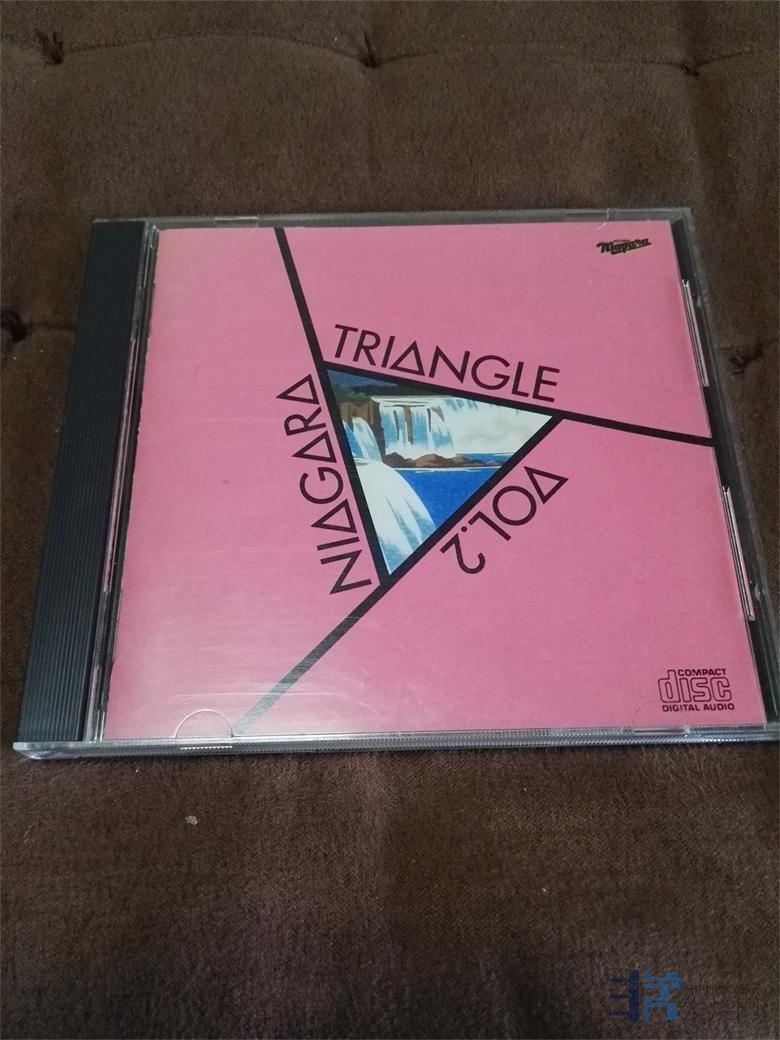 Niagara
NIAGARA
TRIANGLE
VOL.2
COMPACT
disc
DIGITAL AUDIO